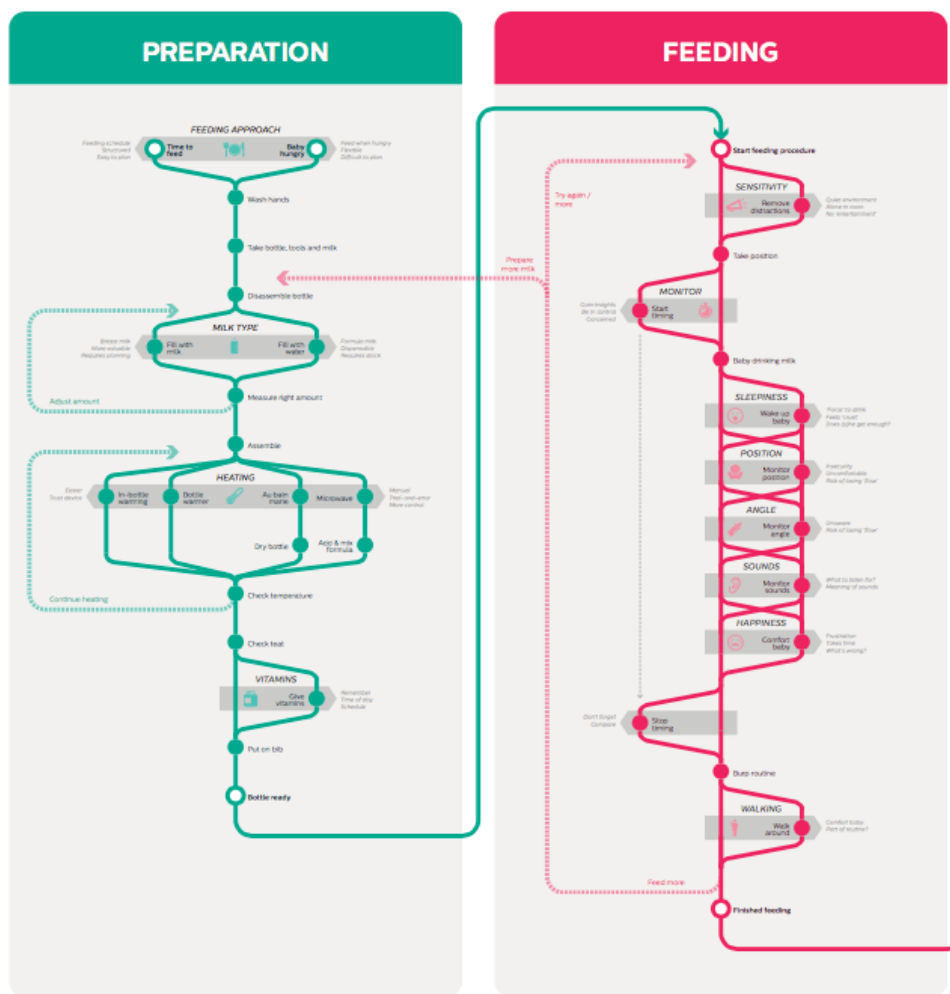 PREPARATION
FEEDING APPROACH
Feeding schedule
Structured
Easy to plan
Time to
feed
Baby
hungry
Feed when hungry
Flexible
Difficult to plan
Wash hands
Take bottle, tools and milk
Disassemble bottle
MILK TYPE
Breast milk
More valuable
Requires planning
Fill with
milk
Fill with
water
Formula milk
Disposable
Requires stock
Adjust amount
Measure right amount
Assemble
HEATING
Easier
Trust device
In-bottle
warming
Bottle
warmer
Au bain
marie
Microwave
Manual
Trial-and-error
More control
Dry bottle
Add & mix
formula
Continue heating
Check temperature
Check teat
VITAMINS
Give
vitamins
Remember
Time of day
Schedule
Put on bib
Bottle ready
FEEDING
Start feeding procedure
Try again /
more
SENSITIVITY
Remove
distractions
Quiet environment
Alone in room
No 'entertainment'
Take position
Prepare
more milk
MONITOR
Gain insights
Be in control
Concerned
Start
timing
Baby drinking milk
SLEEPINESS
Wake up
baby
'Force' to drink
Feels 'cruel'
Does (s)he get enough?
POSITION
Monitor
position
Insecurity
Uncomfortable
Risk of losing 'flow'
ANGLE
Monitor
angle
Unaware
Risk of losing 'flow'
SOUNDS
Monitor
sounds
What to listen for?
Meaning of sounds
HAPPINESS
Comfort
baby
Frustration
Takes time
What's wrong?
Don't forget
Compare
Stop
timing
Burp routine
WALKING
Walk
around
Comfort baby
Part of routine?
Feed more
Finished feeding